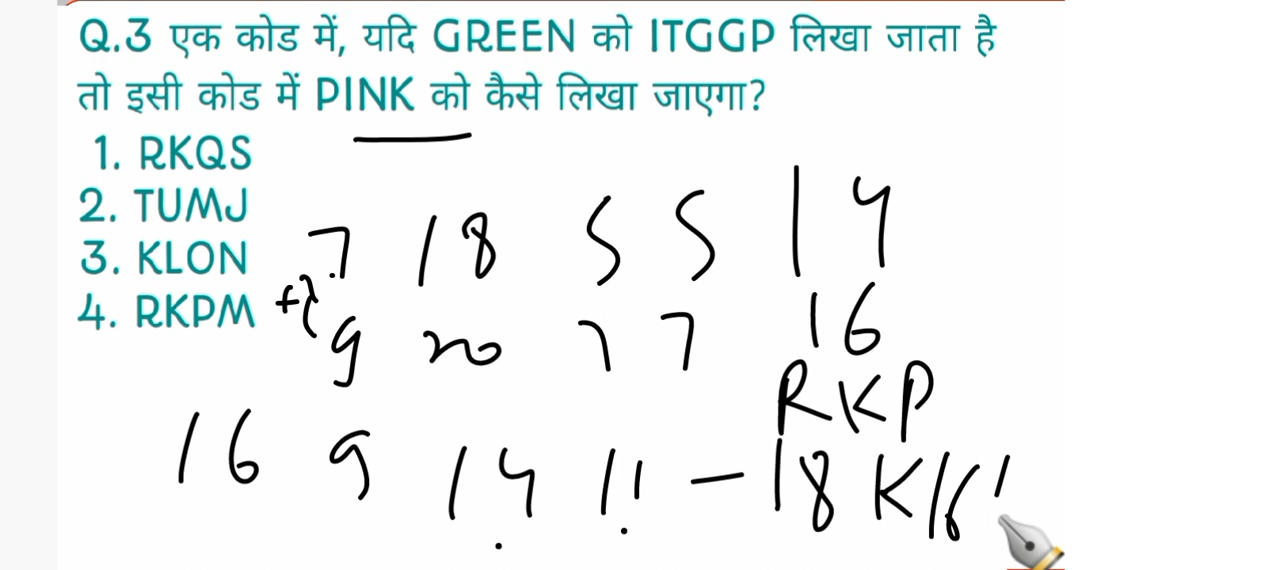 Q.3 एक कोड में, यदि GREEN को ITGGP लिखा जाता है
तो इसी कोड में PINK को कैसे लिखा जाएगा?
1. RKQS
2. TUMJ
3. KLON
4. RKPM
7 18 5 5 14
+2
9 20 7 7 16
RKP
16 9 14 11 - 18 K 16 1